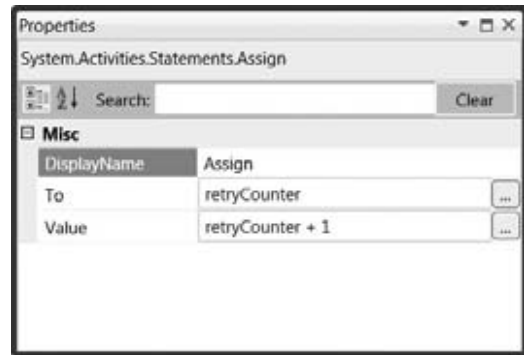 Properties
System.Activities.Statements.Assign
Search: Clear
Misc
DisplayName Assign
To retryCounter ...
Value retryCounter + 1 ...